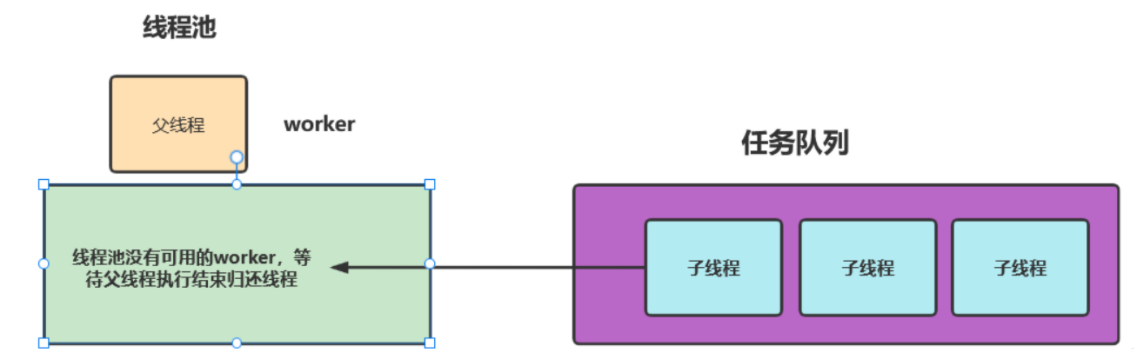 线程池
父线程
worker
任务队列
线程池没有可用的worker，等
待父线程执行结束归还线程
子线程
子线程
子线程